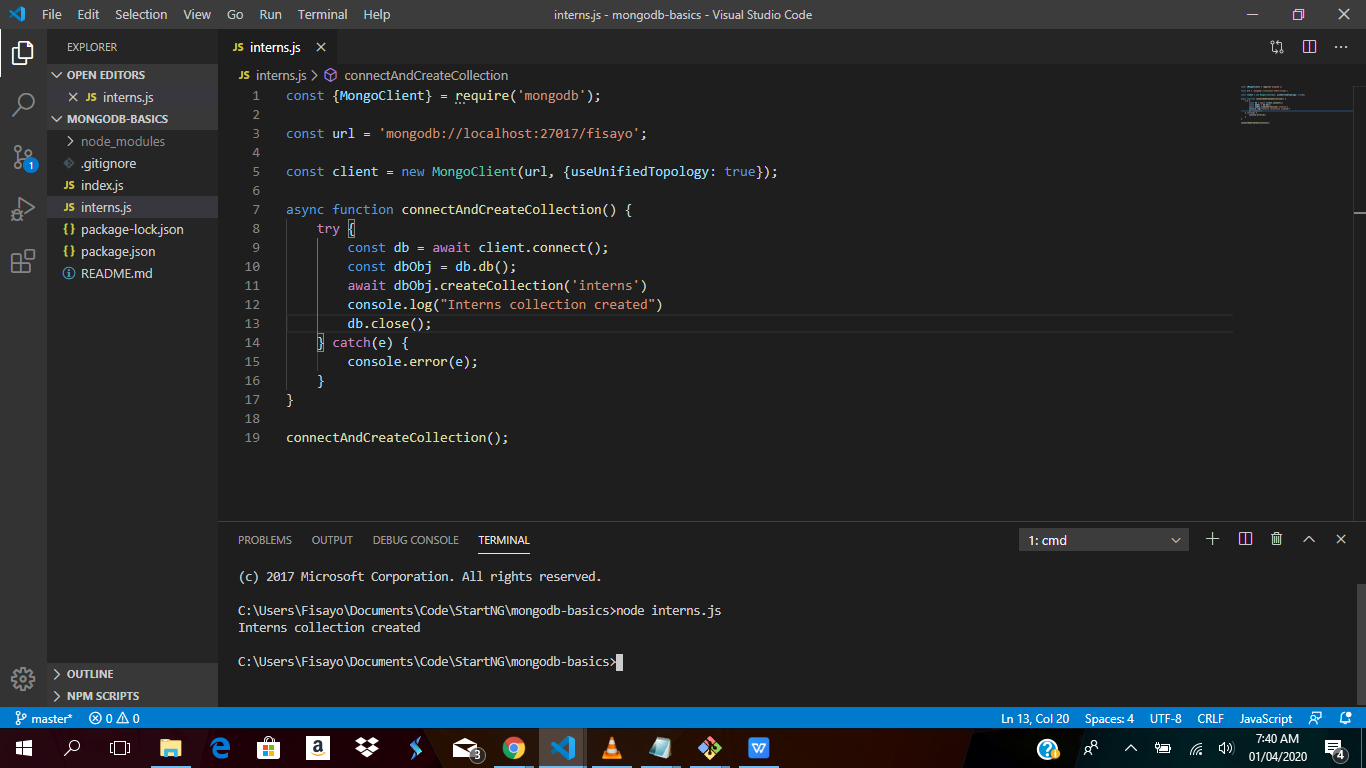 File Edit Selection View Go Run Terminal Help
interns.js - mongodb-basics - Visual Studio Code
EXPLORER
OPEN EDITORS
JS interns.js
MONGODB-BASICS
node_modules
.gitignore
JS index.js
JS interns.js
{} package-lock.json
{} package.json
README.md
OUTLINE
NPM SCRIPTS
1
JS interns.js
JS interns.js > connectAndCreateCollection
1 const {MongoClient} = require('mongodb');
2
3 const url = 'mongodb://localhost:27017/fisayo';
4
5 const client = new MongoClient(url, {useUnifiedTopology: true});
6
7 async function connectAndCreateCollection() {
8 try {
9 const db = await client.connect();
10 const dbObj = db.db();
11 await dbObj.createCollection('interns')
12 console.log("Interns collection created")
13 db.close();
14 } catch(e) {
15 console.error(e);
16 }
17 }
18
19 connectAndCreateCollection();
PROBLEMS OUTPUT DEBUG CONSOLE TERMINAL
1: cmd
(c) 2017 Microsoft Corporation. All rights reserved.
C:\Users\Fisayo\Documents\Code\StartNG\mongodb-basics>node interns.js
Interns collection created
C:\Users\Fisayo\Documents\Code\StartNG\mongodb-basics>
master* 0 0
Ln 13, Col 20 Spaces: 4 UTF-8 CRLF JavaScript
3
7:40 AM
01/04/2020
4